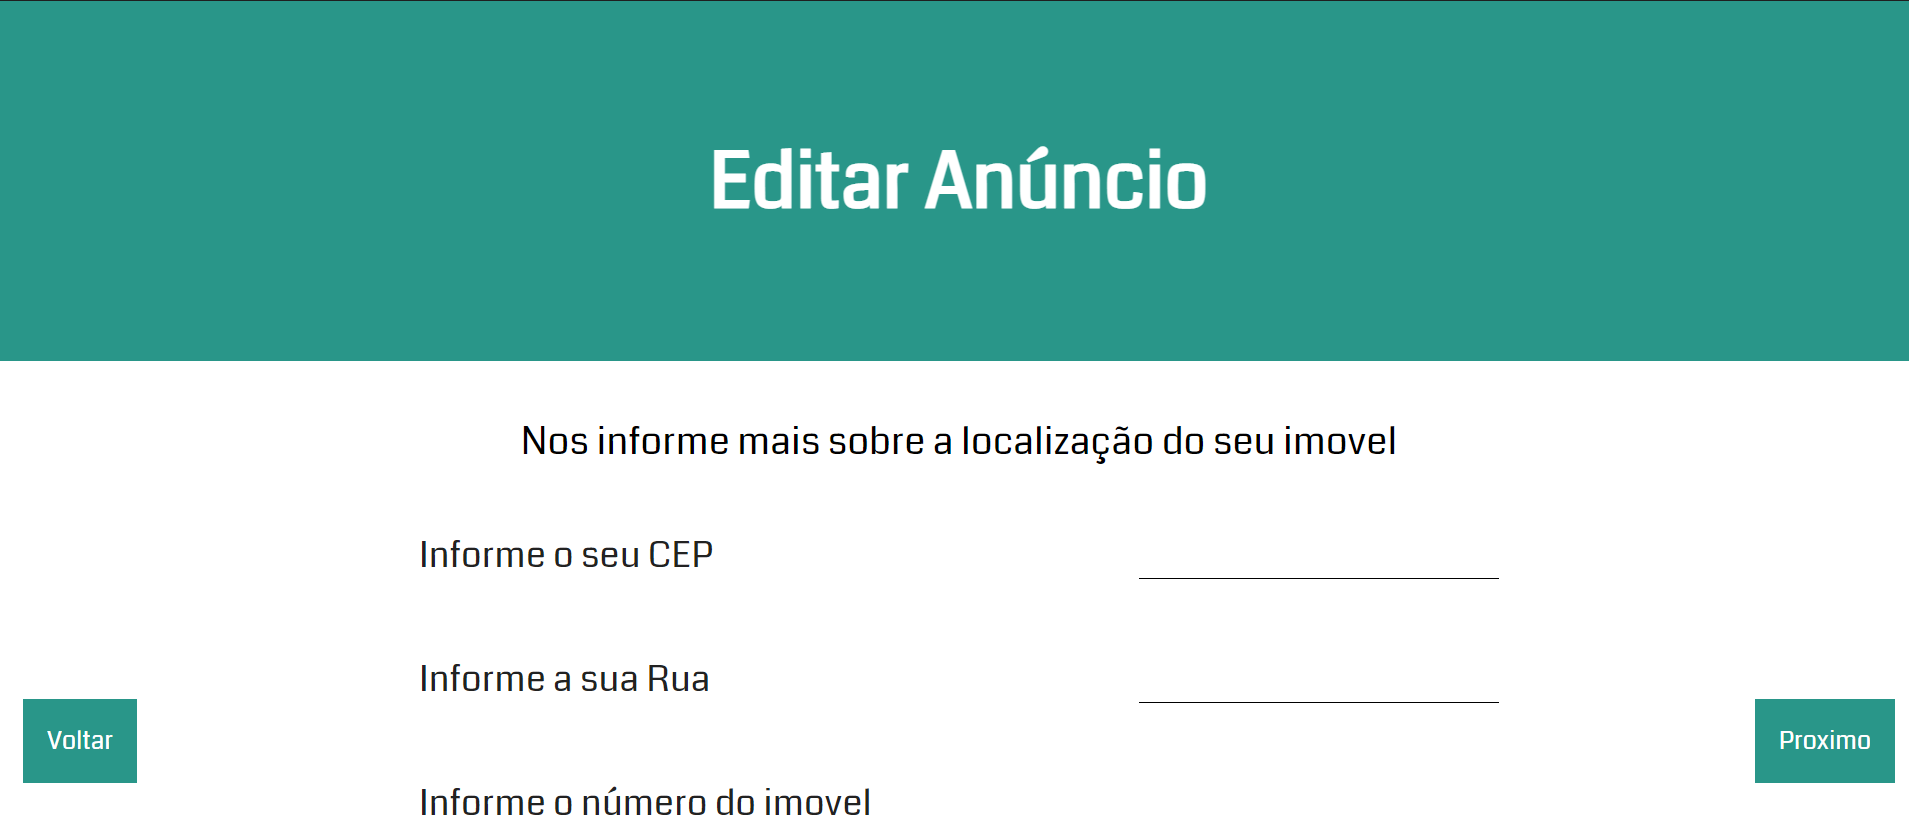 Editar Anúncio
Nos informe mais sobre a localização do seu imovel
Informe o seu CEP
Informe a sua Rua
Voltar
Proximo
Informe o número do imovel